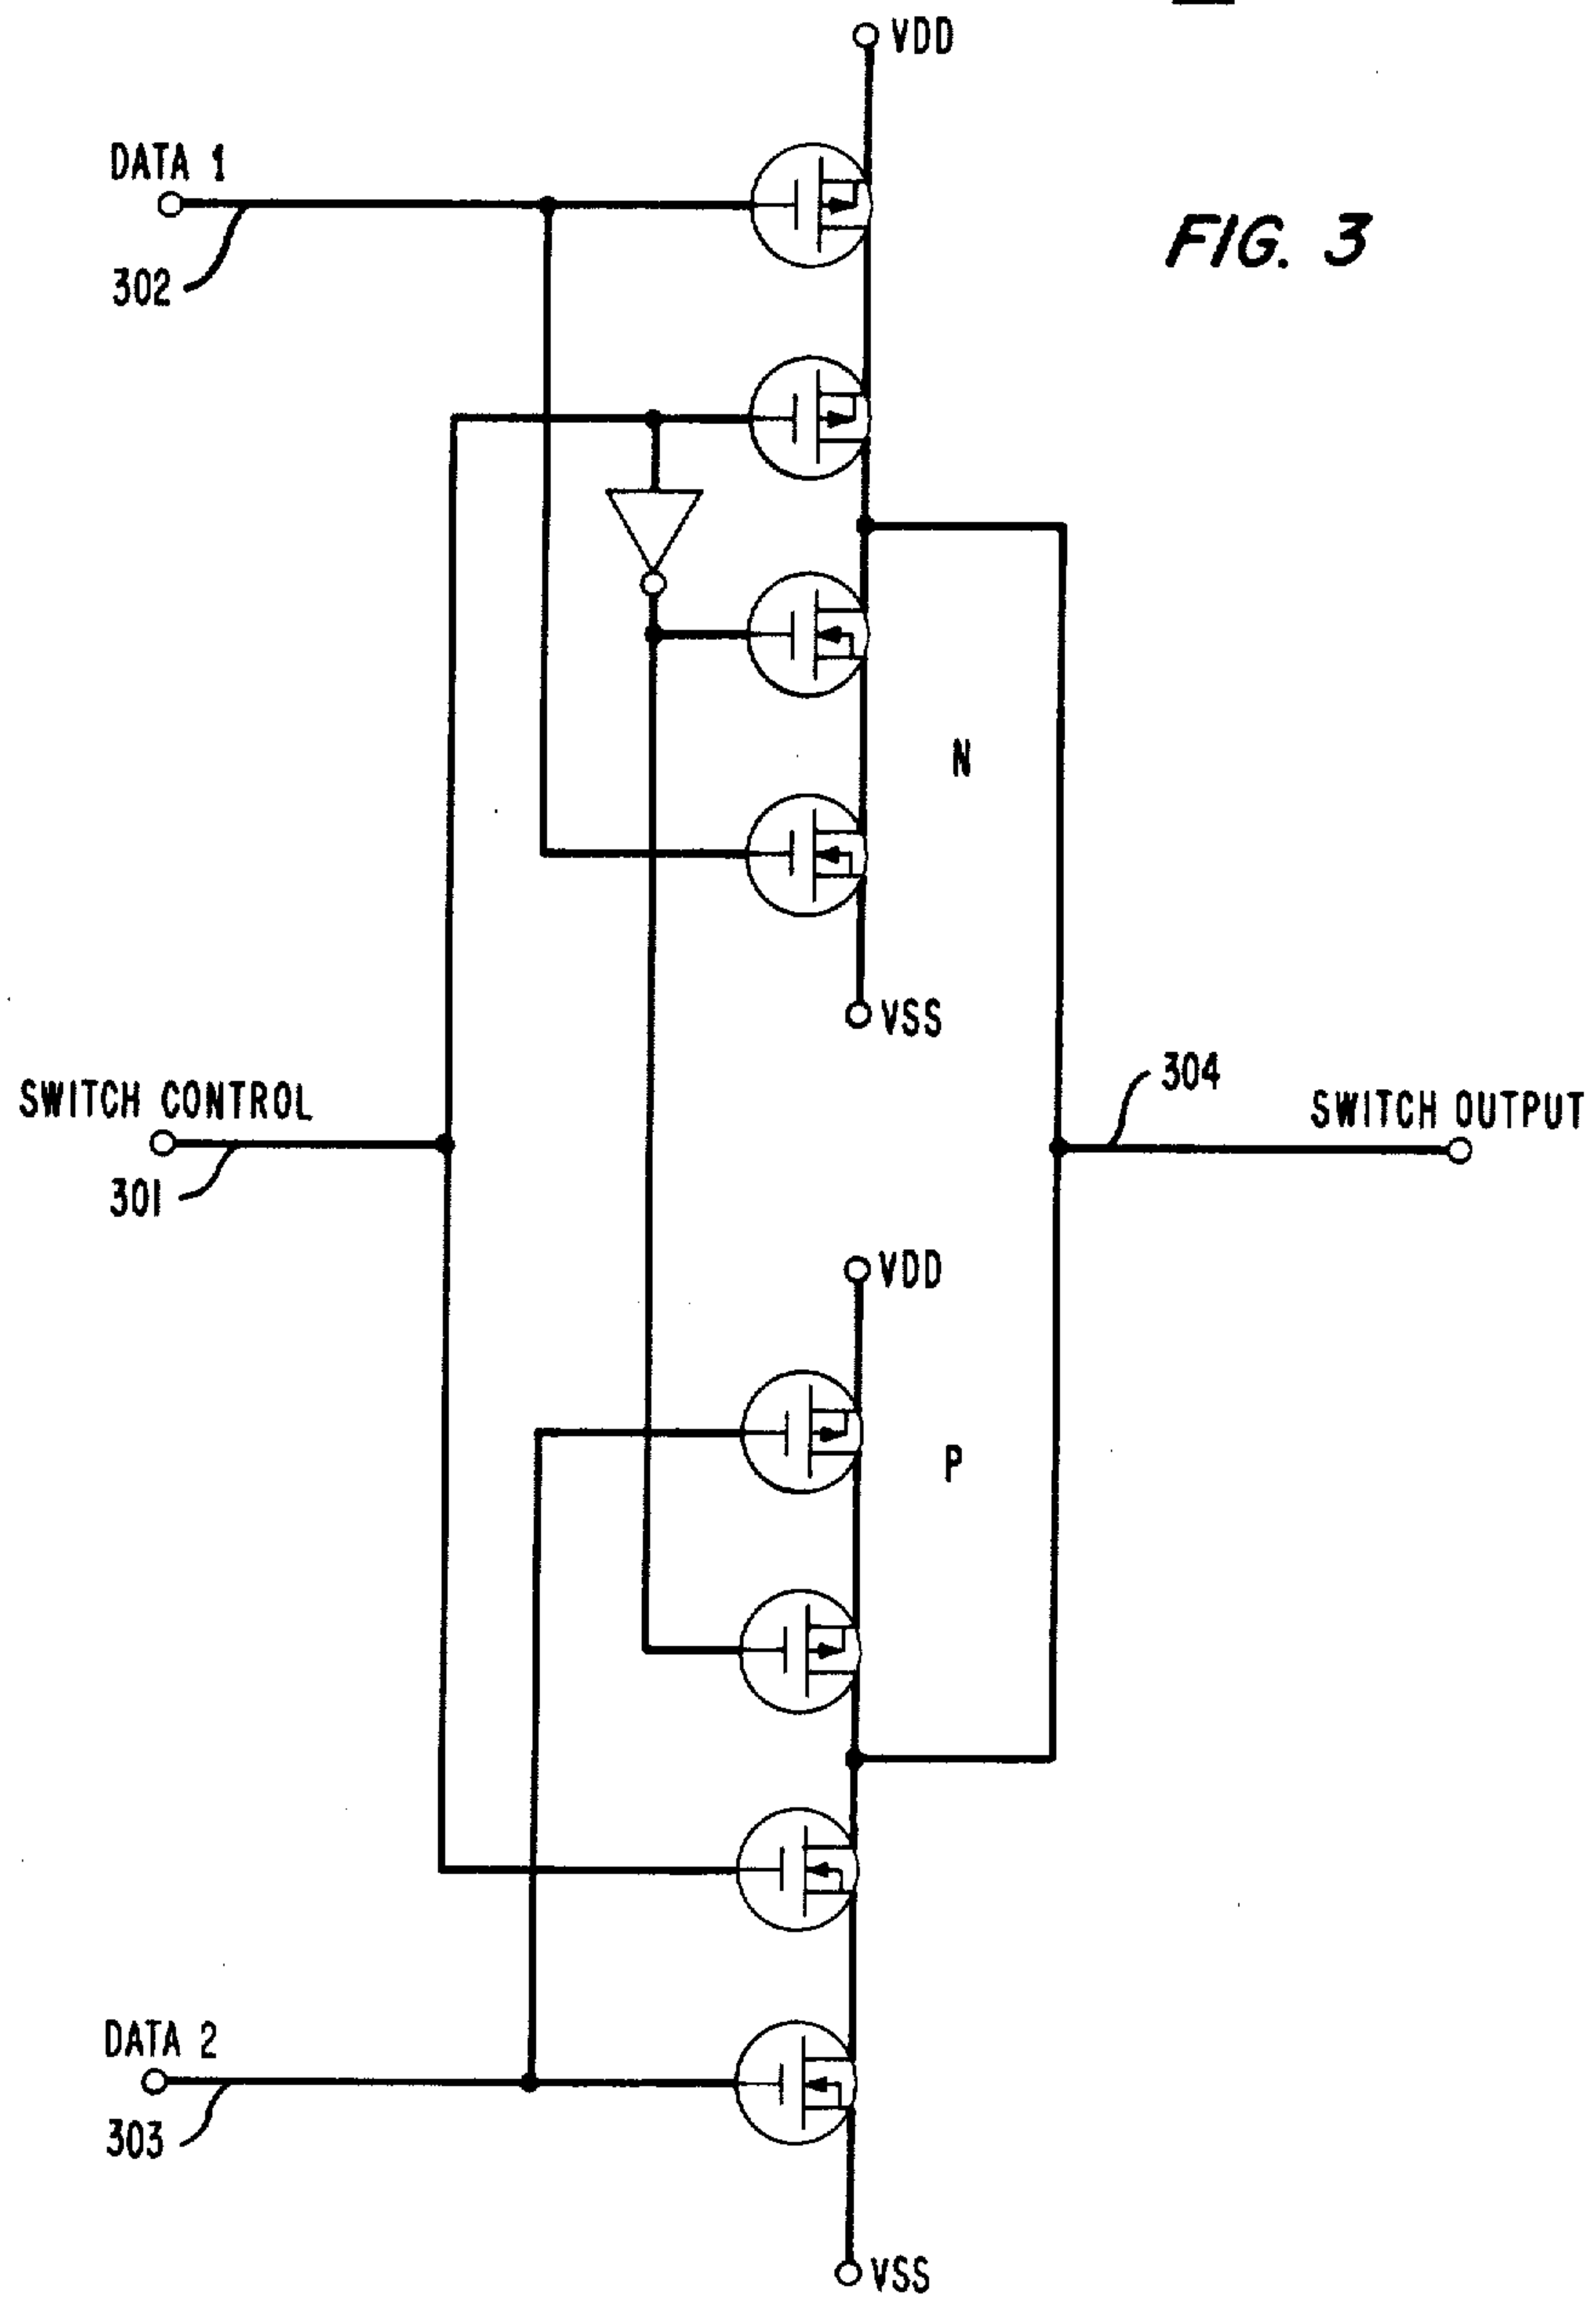 VDD
DATA 1
FIG. 3
302
N
VSS
SWITCH CONTROL
304
SWITCH OUTPUT
301
VDD
P
DATA 2
303
VSS